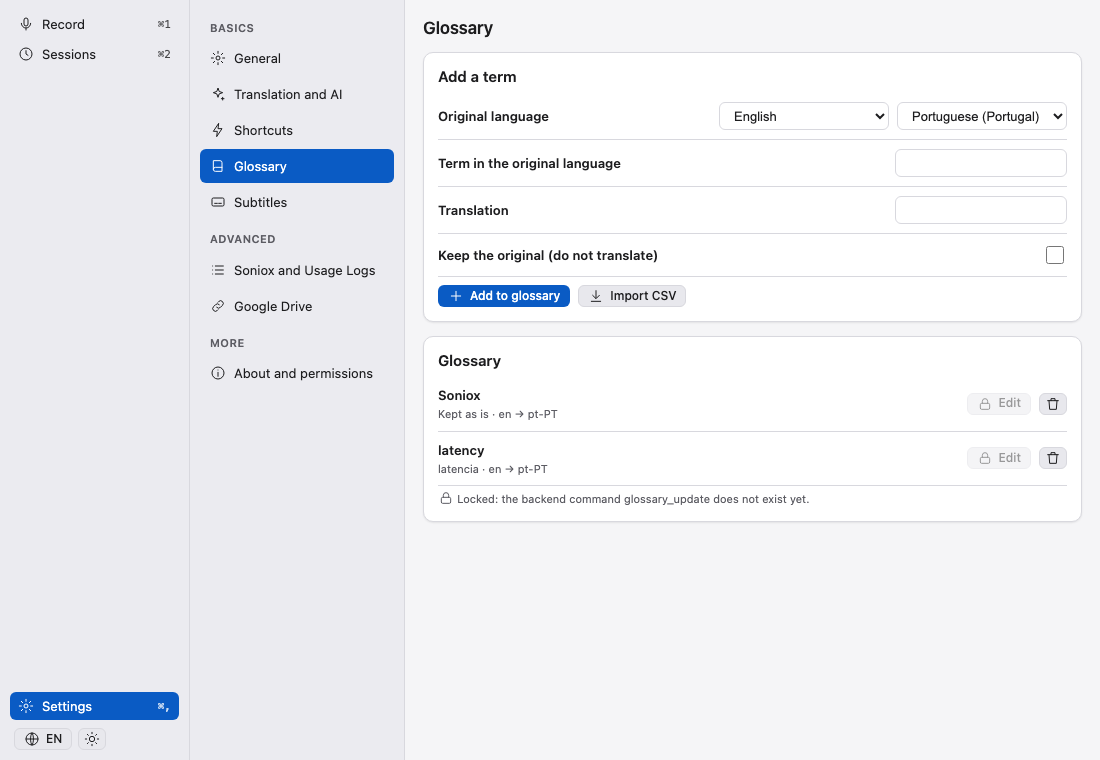 Record ⌘1
Sessions ⌘2
Settings ⌘,
EN
BASICS
General
Translation and AI
Shortcuts
Glossary
Subtitles
ADVANCED
Soniox and Usage Logs
Google Drive
MORE
About and permissions
Glossary
Add a term
Original language English Portuguese (Portugal)
Term in the original language
Translation
Keep the original (do not translate)
Add to glossary Import CSV
Glossary
Soniox
Kept as is · en → pt-PT
Edit
latency
latencia · en → pt-PT
Edit
Locked: the backend command glossary_update does not exist yet.